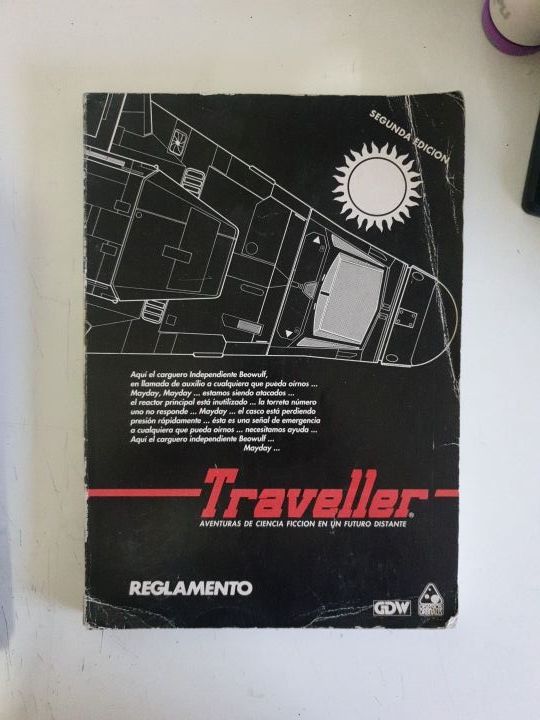 SEGUNDA EDICION
Aquí el carguero Independiente Beowulf,
en llamada de auxilio a cualquiera que pueda oírnos ...
Mayday, Mayday ... estamos siendo atacados ...
el reactor principal está inutilizado ... la torreta número
uno no responde ... Mayday ... el casco está perdiendo
presión rápidamente ... ésta es una señal de emergencia
a cualquiera que pueda oirnos ... necesitamos ayuda ...
Aquí el carguero independiente Beowulf ...
Mayday ...
Traveller®
AVENTURAS DE CIENCIA FICCION EN UN FUTURO DISTANTE
REGLAMENTO
GDW